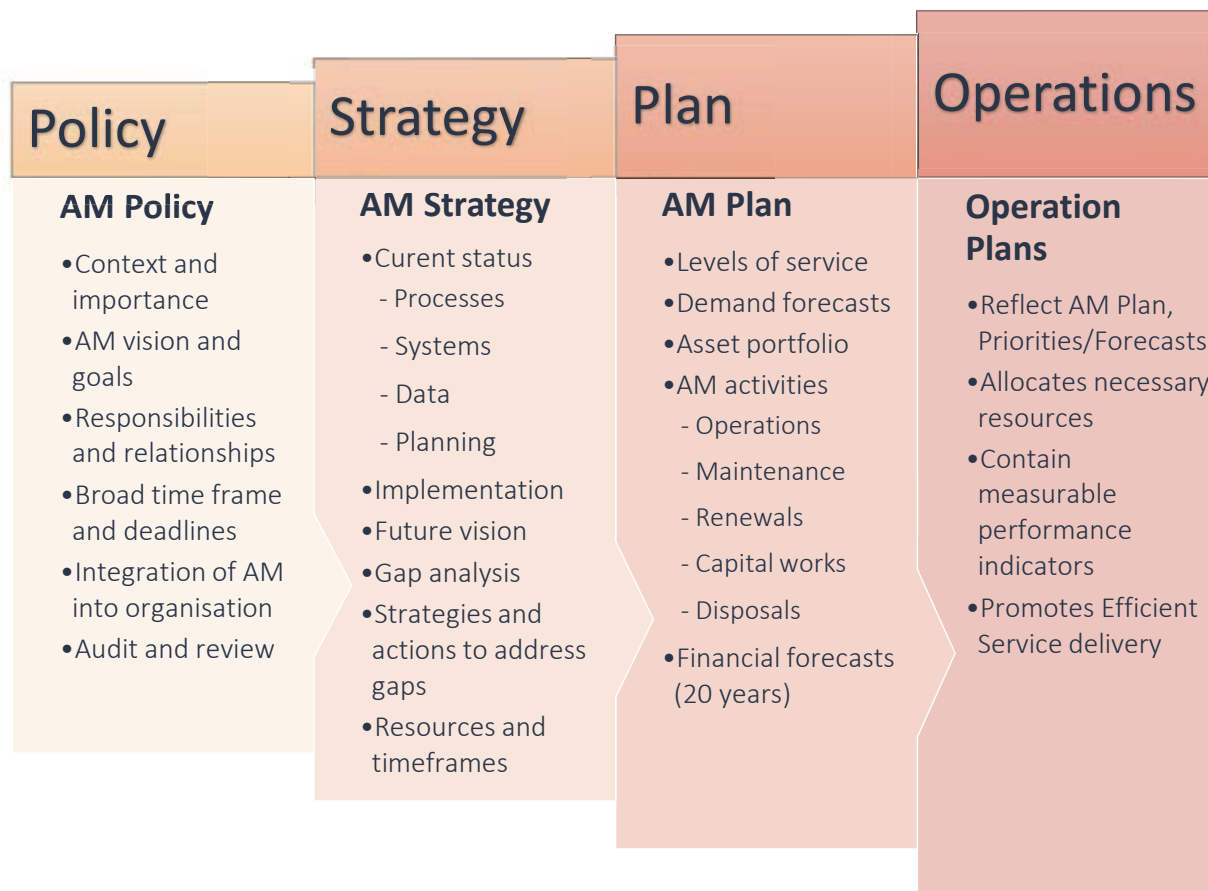 Policy
AM Policy
•Context and
importance
•AM vision and
goals
•Responsibilities
and relationships
•Broad time frame
and deadlines
•Integration of AM
into organisation
•Audit and review
Strategy
AM Strategy
•Curent status
- Processes
- Systems
- Data
- Planning
•Implementation
•Future vision
•Gap analysis
•Strategies and
actions to address
gaps
•Resources and
timeframes
Plan
AM Plan
•Levels of service
•Demand forecasts
•Asset portfolio
•AM activities
- Operations
- Maintenance
- Renewals
- Capital works
- Disposals
•Financial forecasts
(20 years)
Operations
Operation
Plans
•Reflect AM Plan,
Priorities/Forecasts
•Allocates necessary
resources
•Contain
measurable
performance
indicators
•Promotes Efficient
Service delivery